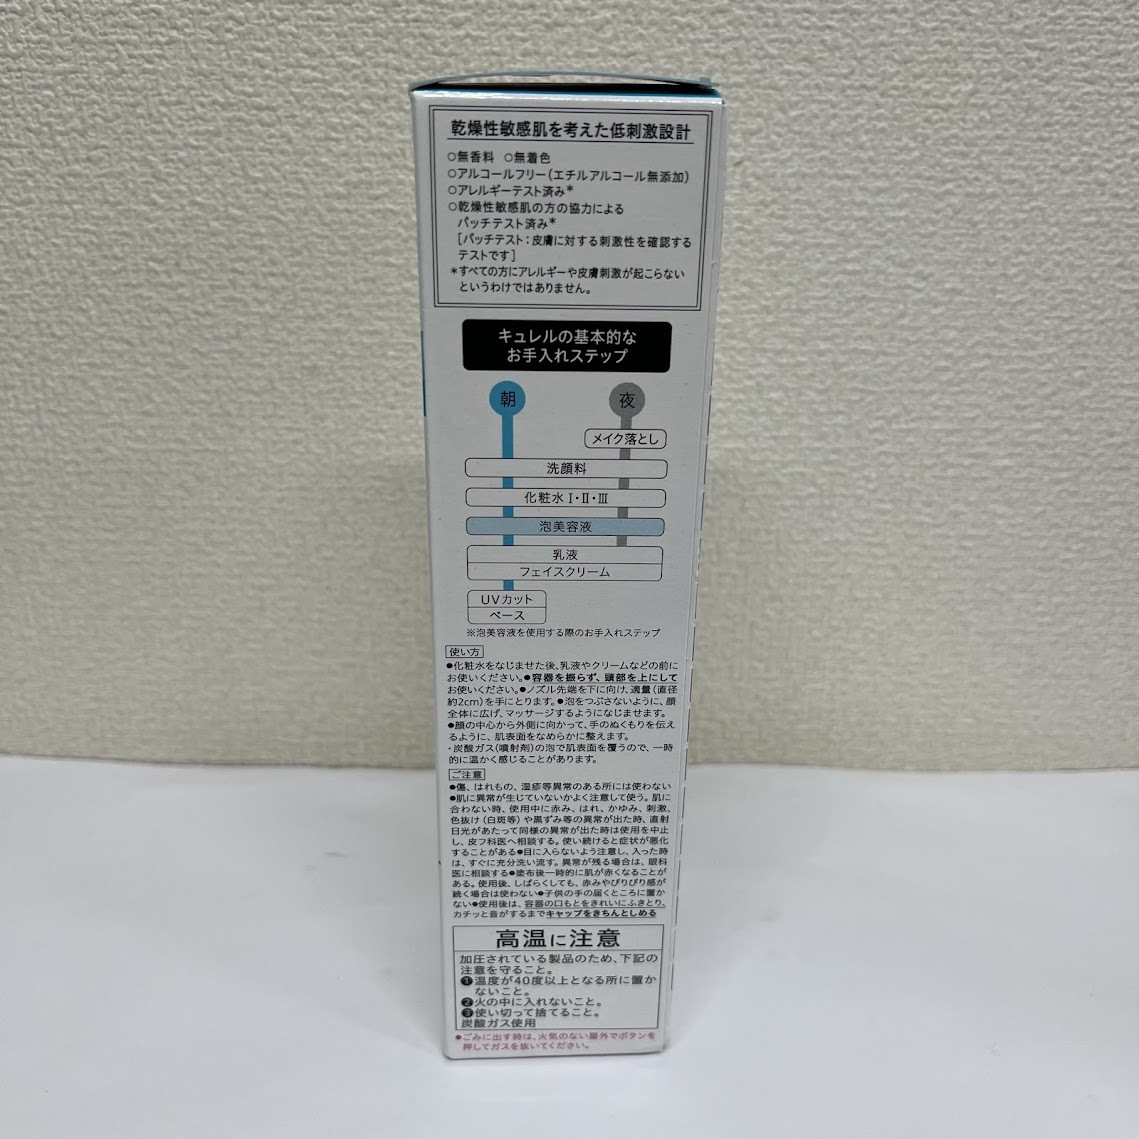 乾燥性敏感肌を考えた低刺激設計
○無香料 ○無着色
○アルコールフリー(エチルアルコール無添加)
○アレルギーテスト済み*
○乾燥性敏感肌の方の協力による
パッチテスト済み*
[パッチテスト:皮膚に対する刺激性を確認する
テストです]
*すべての方にアレルギーや皮膚刺激が起こらない
というわけではありません。
キュレルの基本的な
お手入れステップ
朝 夜
メイク落とし
洗顔料
化粧水Ⅰ・Ⅱ・Ⅲ
泡美容液
乳液
フェイスクリーム
UVカット
ベース
※泡美容液を使用する際のお手入れステップ
使い方
●化粧水をなじませた後、乳液やクリームなどの前に
お使いください。●容器を振らず、頭部を上にして
お使いください。●ノズル先端を下に向け、適量(直径
約2cm)を手にとります。●泡をつぶさないように、顔
全体に広げ、マッサージするようになじませます。
●顔の中心から外側に向かって、手のぬくもりを伝え
るように、肌表面をなめらかに整えます。
・炭酸ガス(噴射剤)の泡で肌表面を覆うので、一時
的に温かく感じることがあります。
ご注意
●傷、はれもの、湿疹等異常のある所には使わない
●肌に異常が生じていないかよく注意して使う。肌に
合わない時、使用中に赤み、はれ、かゆみ、刺激、
色抜け(白斑等)や黒ずみ等の異常が出た時、直射
日光があたって同様の異常が出た時は使用を中止
し、皮フ科医へ相談する。使い続けると症状が悪化
することがある●目に入らないよう注意し、入った時
は、すぐに充分洗い流す。異常が残る場合は、眼科
医に相談する●塗布後一時的に肌が赤くなることが
ある。使用後、しばらくしても、赤みやぴりぴり感が
続く場合は使わない●子供の手の届くところに置か
ない●使用後は、容器の口もとをきれいにふきとり、
カチッと音がするまでキャップをきちんとしめる
高温に注意
加圧されている製品のため、下記の
注意を守ること。
❶温度が40度以上となる所に置か
ないこと。
❷火の中に入れないこと。
❸使い切って捨てること。
炭酸ガス使用
●ごみに出す時は、火気のない屋外でボタンを
押してガスを抜いてください。